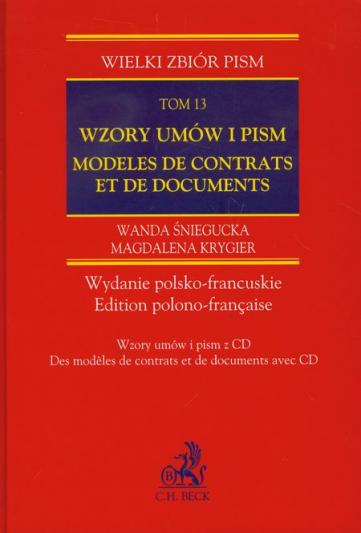 WIELKI ZBIÓR PISM
TOM 13
WZORY UMÓW I PISM
MODELES DE CONTRATS
ET DE DOCUMENTS
WANDA ŚNIEGUCKA
MAGDALENA KRYGIER
Wydanie polsko-francuskie
Edition polono-française
Wzory umów i pism z CD
Des modèles de contrats et de documents avec CD
B
C.H. BECK